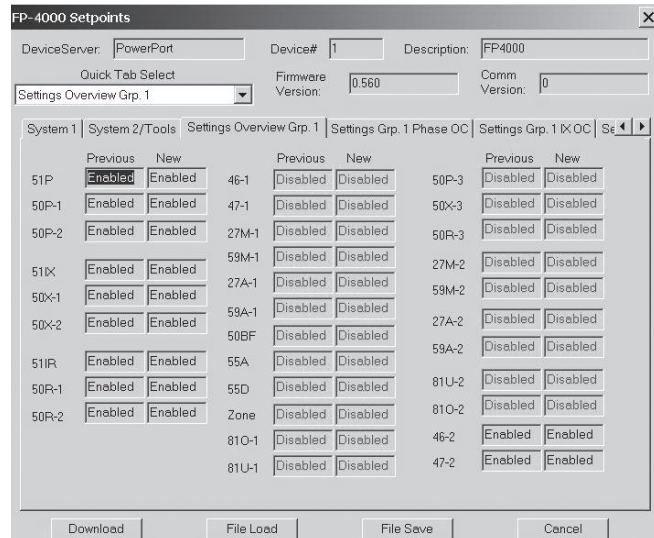 FP-4000 Setpoints
DeviceServer: PowerPort Device# 1 Description: FP4000
Quick Tab Select
Settings Overview Grp. 1
Firmware Version: 0.560
Comm Version: 0
System 1 System 2/Tools Settings Overview Grp. 1 Settings Grp. 1 Phase OC Settings Grp. 1 IX OC Se
Previous New
51P Enabled Enabled
50P-1 Enabled Enabled
50P-2 Enabled Enabled
51IX Enabled Enabled
50X-1 Enabled Enabled
50X-2 Enabled Enabled
51IR Enabled Enabled
50R-1 Enabled Enabled
50R-2 Enabled Enabled
Previous New
46-1 Disabled Disabled
47-1 Disabled Disabled
27M-1 Disabled Disabled
59M-1 Disabled Disabled
27A-1 Disabled Disabled
59A-1 Disabled Disabled
50BF Disabled Disabled
55A Disabled Disabled
55D Disabled Disabled
Zone Disabled Disabled
81O-1 Disabled Disabled
81U-1 Disabled Disabled
Previous New
50P-3 Disabled Disabled
50X-3 Disabled Disabled
50R-3 Disabled Disabled
27M-2 Disabled Disabled
59M-2 Disabled Disabled
27A-2 Disabled Disabled
59A-2 Disabled Disabled
81U-2 Disabled Disabled
81O-2 Disabled Disabled
46-2 Enabled Enabled
47-2 Enabled Enabled
Download File Load File Save Cancel